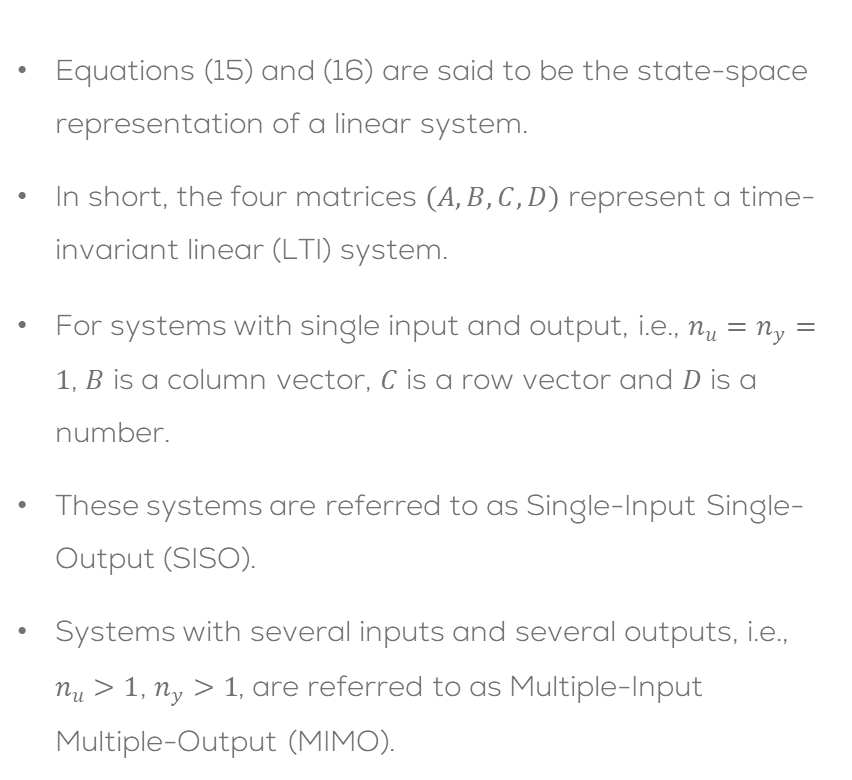 • Equations (15) and (16) are said to be the state-space
representation of a linear system.
• In short, the four matrices (A, B, C, D) represent a time-
invariant linear (LTI) system.
• For systems with single input and output, i.e., nᵤ = n_y =
1, B is a column vector, C is a row vector and D is a
number.
• These systems are referred to as Single-Input Single-
Output (SISO).
• Systems with several inputs and several outputs, i.e.,
nᵤ > 1, n_y > 1, are referred to as Multiple-Input
Multiple-Output (MIMO).